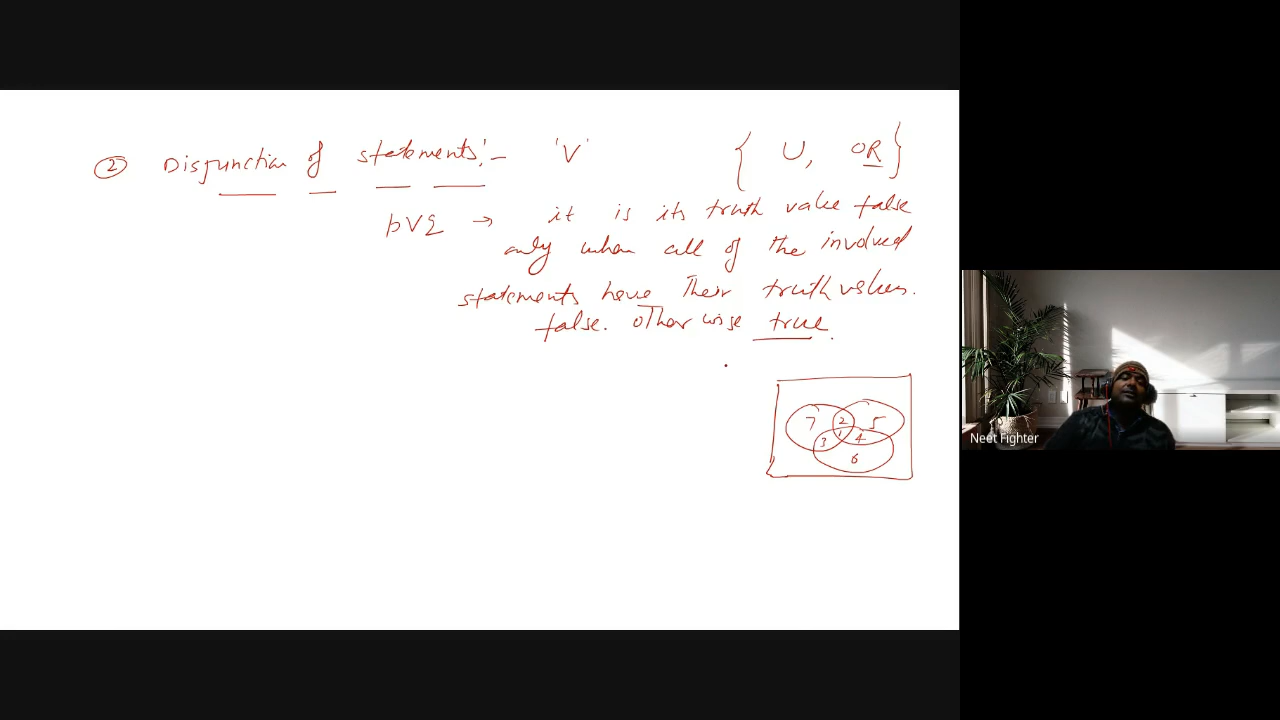 ② Disjunction of statements:- 'V' { U, OR }
pVq → it is its truth value false
only when all of the involved
statements have their truth values.
false. otherwise true.
7 2 5
3 1 4
6
Neet Fighter